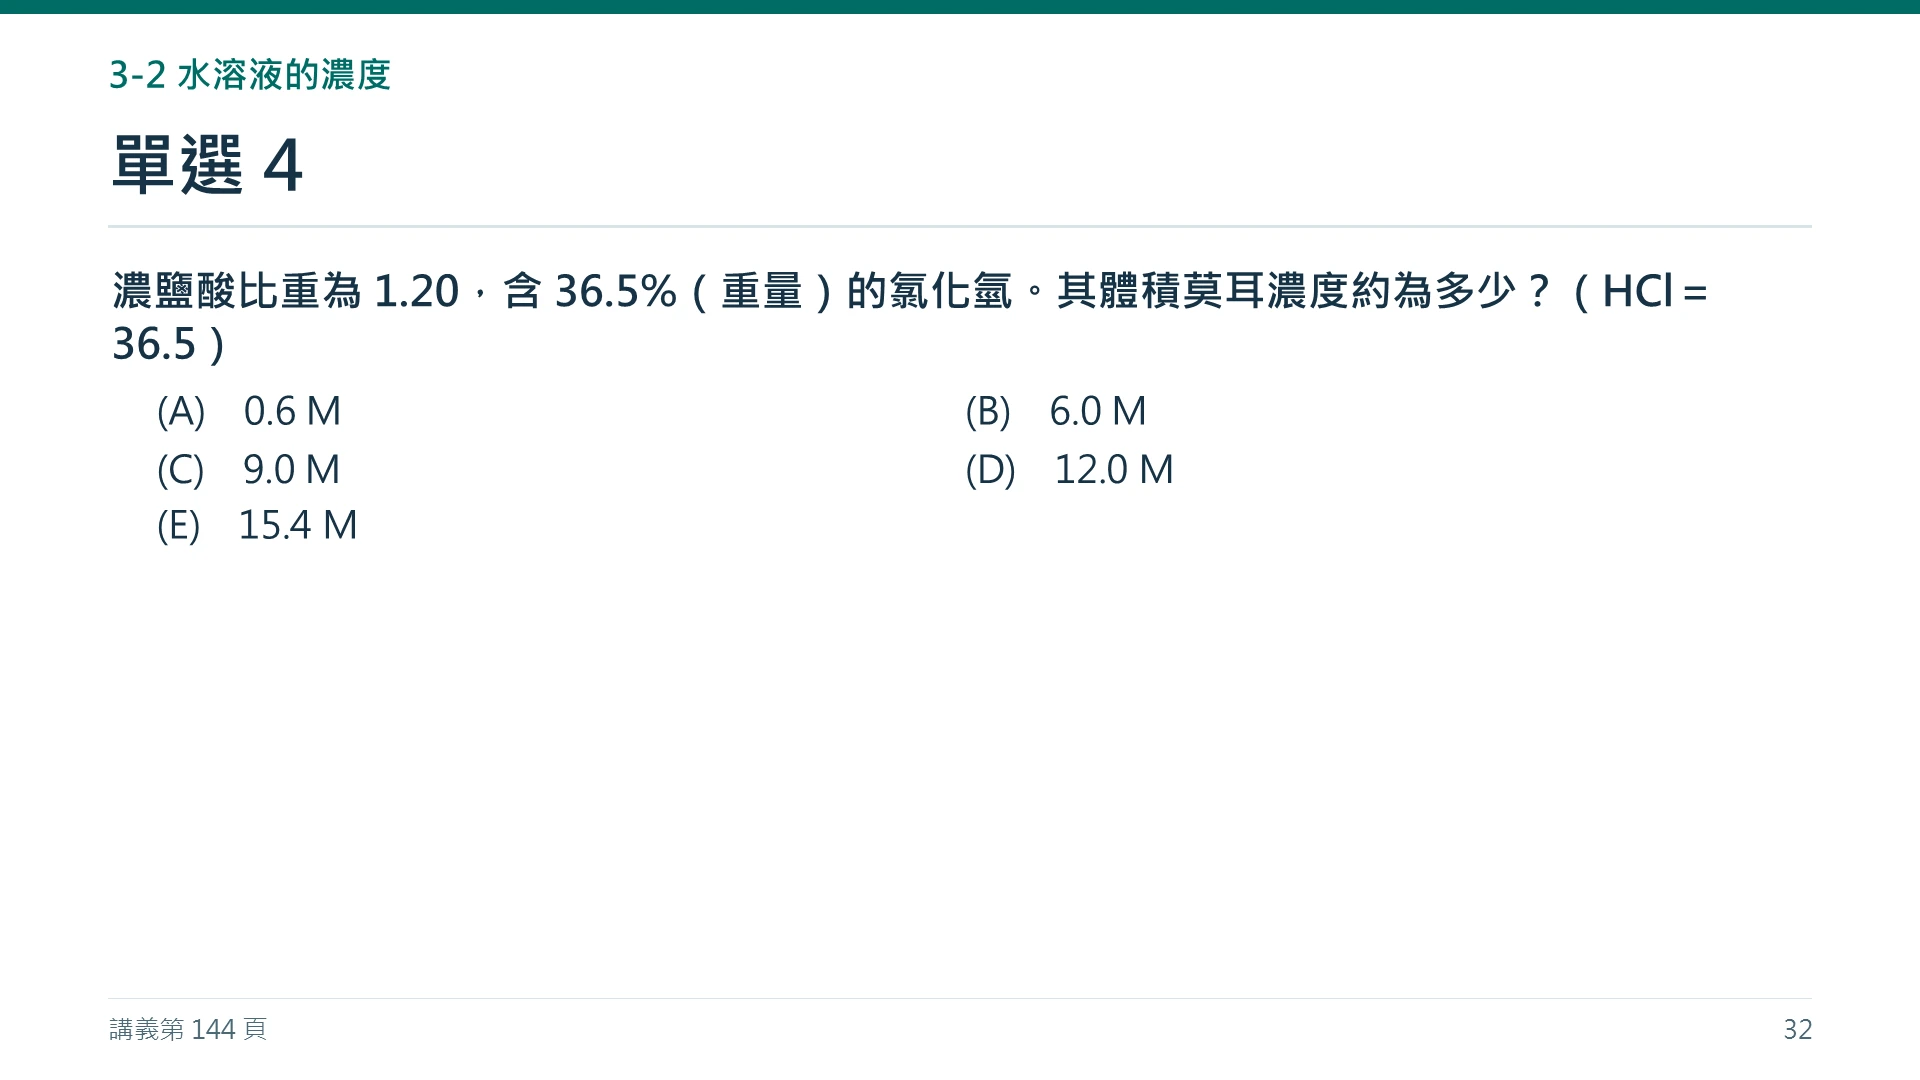 3-2 水溶液的濃度
單選 4
濃鹽酸比重為 1.20，含 36.5%（重量）的氯化氫。其體積莫耳濃度約為多少？（HCl =
36.5）
(A) 0.6 M
(B) 6.0 M
(C) 9.0 M
(D) 12.0 M
(E) 15.4 M
講義第 144 頁
32